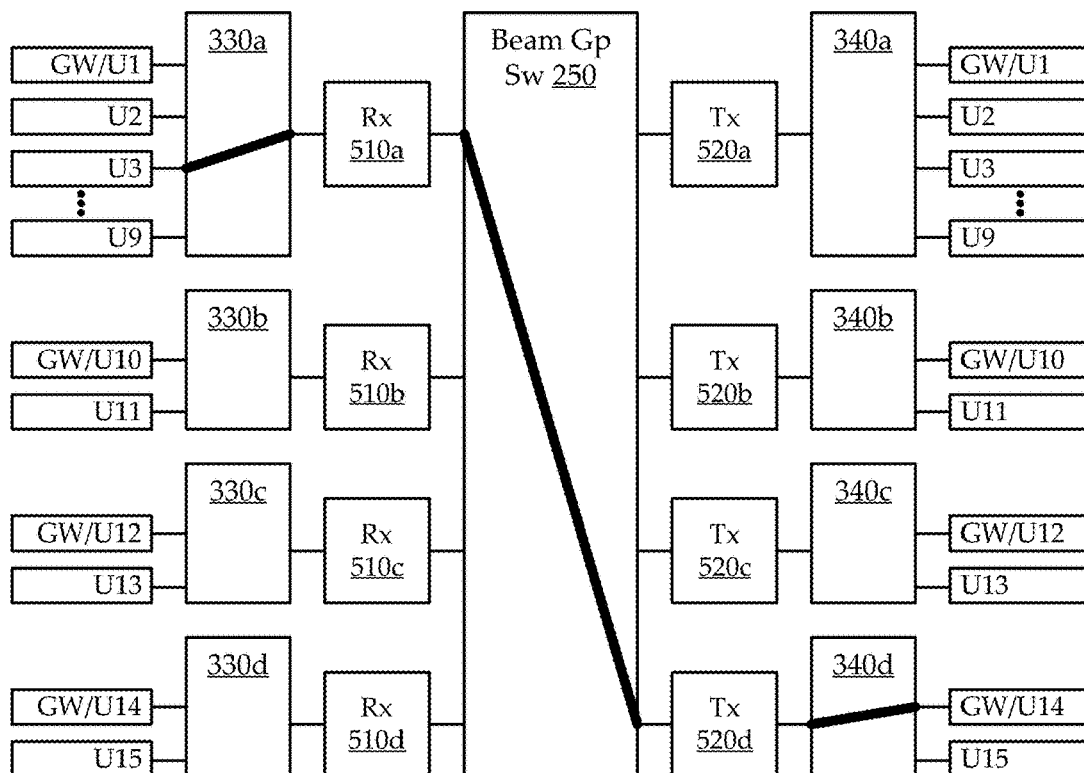 330a
Beam Gp
Sw 250
340a
GW/U1
U2
U3
U9
Rx
510a
Tx
520a
GW/U1
U2
U3
U9
330b
340b
GW/U10
U11
Rx
510b
Tx
520b
GW/U10
U11
330c
340c
GW/U12
U13
Rx
510c
Tx
520c
GW/U12
U13
330d
340d
GW/U14
U15
Rx
510d
Tx
520d
GW/U14
U15